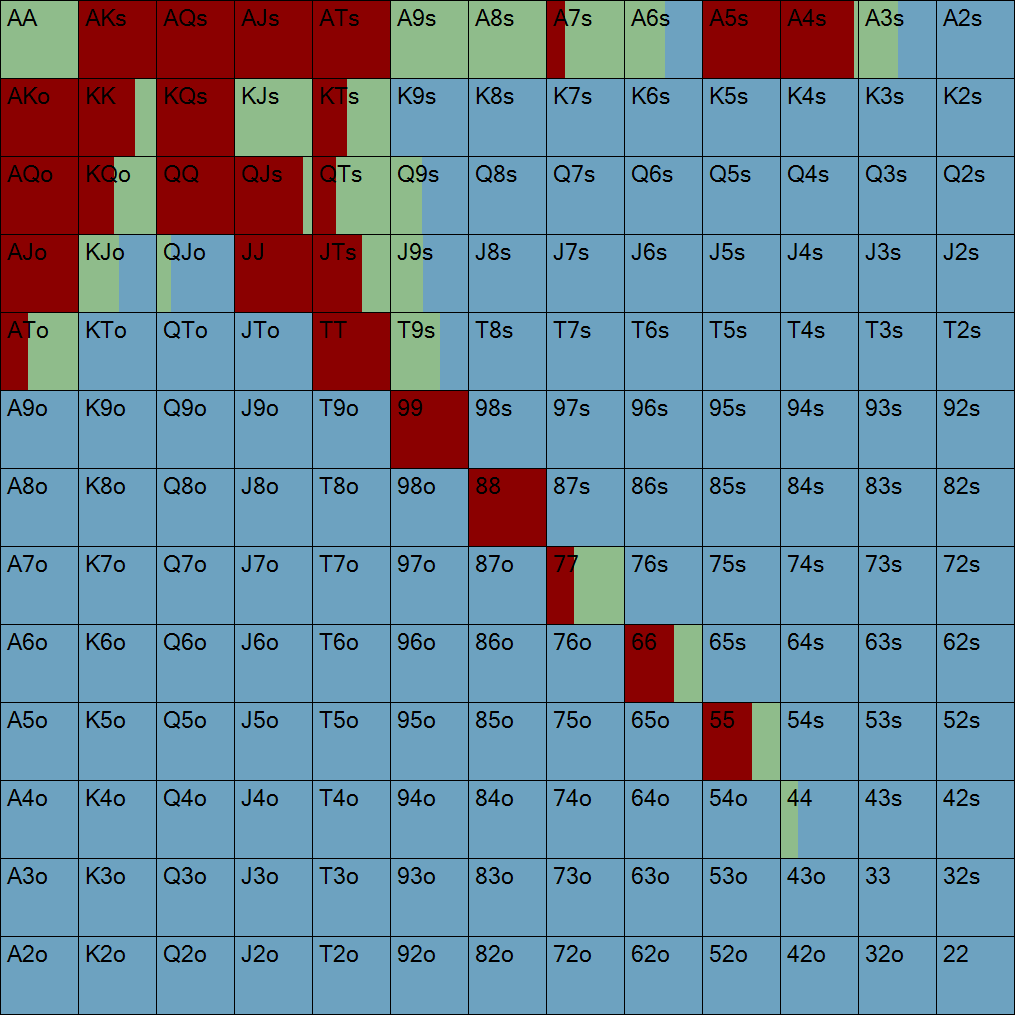 AA AKs AQs AJs ATs A9s A8s A7s A6s A5s A4s A3s A2s
AKo KK KQs KJs KTs K9s K8s K7s K6s K5s K4s K3s K2s
AQo KQo QQ QJs QTs Q9s Q8s Q7s Q6s Q5s Q4s Q3s Q2s
AJo KJo QJo JJ JTs J9s J8s J7s J6s J5s J4s J3s J2s
ATo KTo QTo JTo TT T9s T8s T7s T6s T5s T4s T3s T2s
A9o K9o Q9o J9o T9o 99 98s 97s 96s 95s 94s 93s 92s
A8o K8o Q8o J8o T8o 98o 88 87s 86s 85s 84s 83s 82s
A7o K7o Q7o J7o T7o 97o 87o 77 76s 75s 74s 73s 72s
A6o K6o Q6o J6o T6o 96o 86o 76o 66 65s 64s 63s 62s
A5o K5o Q5o J5o T5o 95o 85o 75o 65o 55 54s 53s 52s
A4o K4o Q4o J4o T4o 94o 84o 74o 64o 54o 44 43s 42s
A3o K3o Q3o J3o T3o 93o 83o 73o 63o 53o 43o 33 32s
A2o K2o Q2o J2o T2o 92o 82o 72o 62o 52o 42o 32o 22